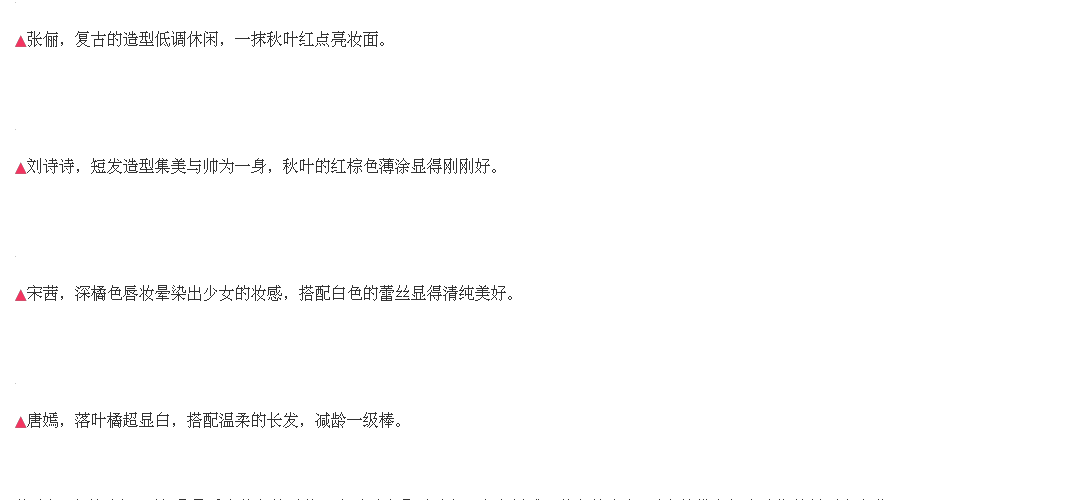 ▲张俪，复古的造型低调休闲，一抹秋叶红点亮妆面。
▲刘诗诗，短发造型集美与帅为一身，秋叶的红棕色薄涂显得刚刚好。
▲宋茜，深橘色唇妆晕染出少女的妆感，搭配白色的蕾丝显得清纯美好。
▲唐嫣，落叶橘超显白，搭配温柔的长发，减龄一级棒。